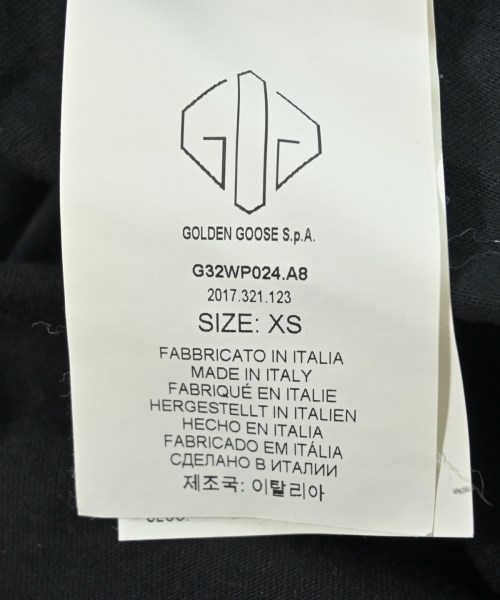 GOLDEN GOOSE S.p.A.
G32WP024.A8
2017.321.123
SIZE: XS
FABBRICATO IN ITALIA
MADE IN ITALY
FABRIQUÉ EN ITALIE
HERGESTELLT IN ITALIEN
HECHO EN ITALIA
FABRICADO EM ITÁLIA
СДЕЛАНО В ИТАЛИИ
제조국: 이탈리아